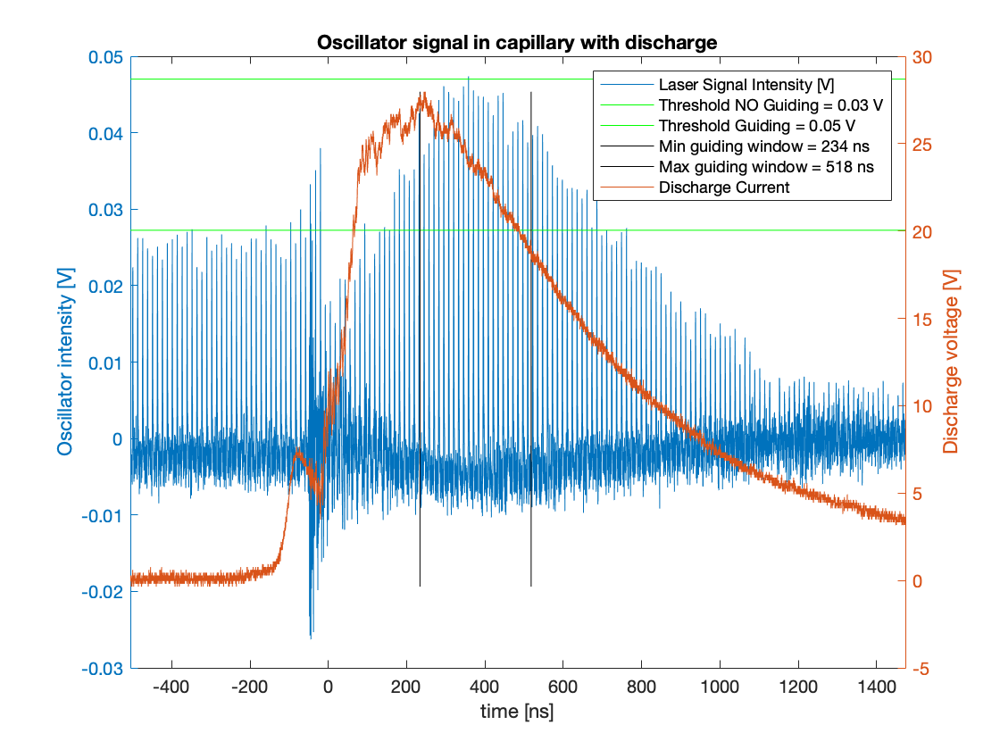 Oscillator signal in capillary with discharge
0.05
0.04
0.03
0.02
0.01
0
-0.01
-0.02
-0.03
Oscillator intensity [V]
30
25
20
15
10
5
0
-5
Discharge voltage [V]
Laser Signal Intensity [V]
Threshold NO Guiding = 0.03 V
Threshold Guiding = 0.05 V
Min guiding window = 234 ns
Max guiding window = 518 ns
Discharge Current
-400 -200 0 200 400 600 800 1000 1200 1400
time [ns]